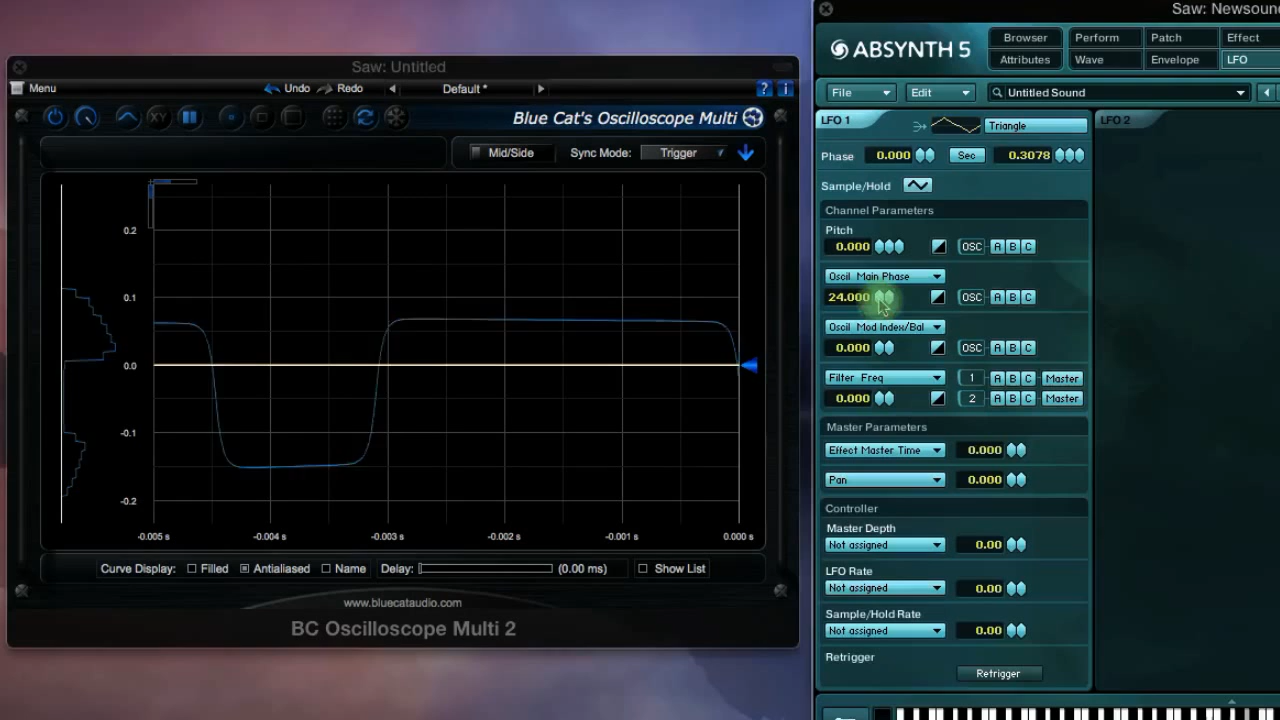 Saw: Untitled
Menu
Undo
Redo
Default *
?
i
XY
Blue Cat's Oscilloscope Multi
Mid/Side
Sync Mode:
Trigger
0.2
0.1
0.0
-0.1
-0.2
-0.005 s
-0.004 s
-0.003 s
-0.002 s
-0.001 s
0.000 s
Curve Display:
Filled
Antialiased
Name
Delay:
(0.00 ms)
Show List
www.bluecataudio.com
BC Oscilloscope Multi 2
Saw: Newsound
ABSYNTH 5
Browser
Perform
Patch
Effect
Attributes
Wave
Envelope
LFO
File
Edit
Untitled Sound
LFO 1
Triangle
LFO 2
Phase
0.000
Sec
0.3078
Sample/Hold
Channel Parameters
Pitch
0.000
OSC
A B C
Oscil Main Phase
24.000
OSC
A B C
Oscil Mod Index/Bal
0.000
OSC
A B C
Filter Freq
1
A B C
Master
0.000
2
A B C
Master
Master Parameters
Effect Master Time
0.000
Pan
0.000
Controller
Master Depth
Not assigned
0.00
LFO Rate
Not assigned
0.00
Sample/Hold Rate
Not assigned
0.00
Retrigger
Retrigger